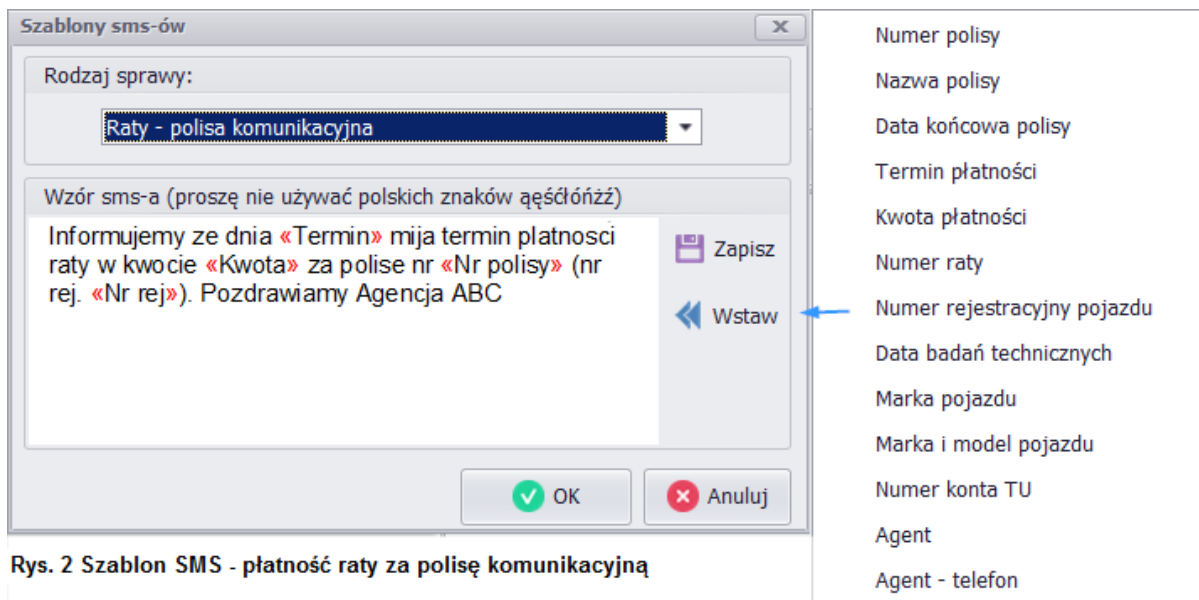 Szablony sms-ów
Rodzaj sprawy:
Raty - polisa komunikacyjna
Wzór sms-a (proszę nie używać polskich znaków ąęśćłóńżź)
Informujemy ze dnia «Termin» mija termin platnosci
raty w kwocie «Kwota» za polise nr «Nr polisy» (nr
rej. «Nr rej»). Pozdrawiamy Agencja ABC
Zapisz
Wstaw
OK
Anuluj
Rys. 2 Szablon SMS - płatność raty za polisę komunikacyjną
Numer polisy
Nazwa polisy
Data końcowa polisy
Termin płatności
Kwota płatności
Numer raty
Numer rejestracyjny pojazdu
Data badań technicznych
Marka pojazdu
Marka i model pojazdu
Numer konta TU
Agent
Agent - telefon